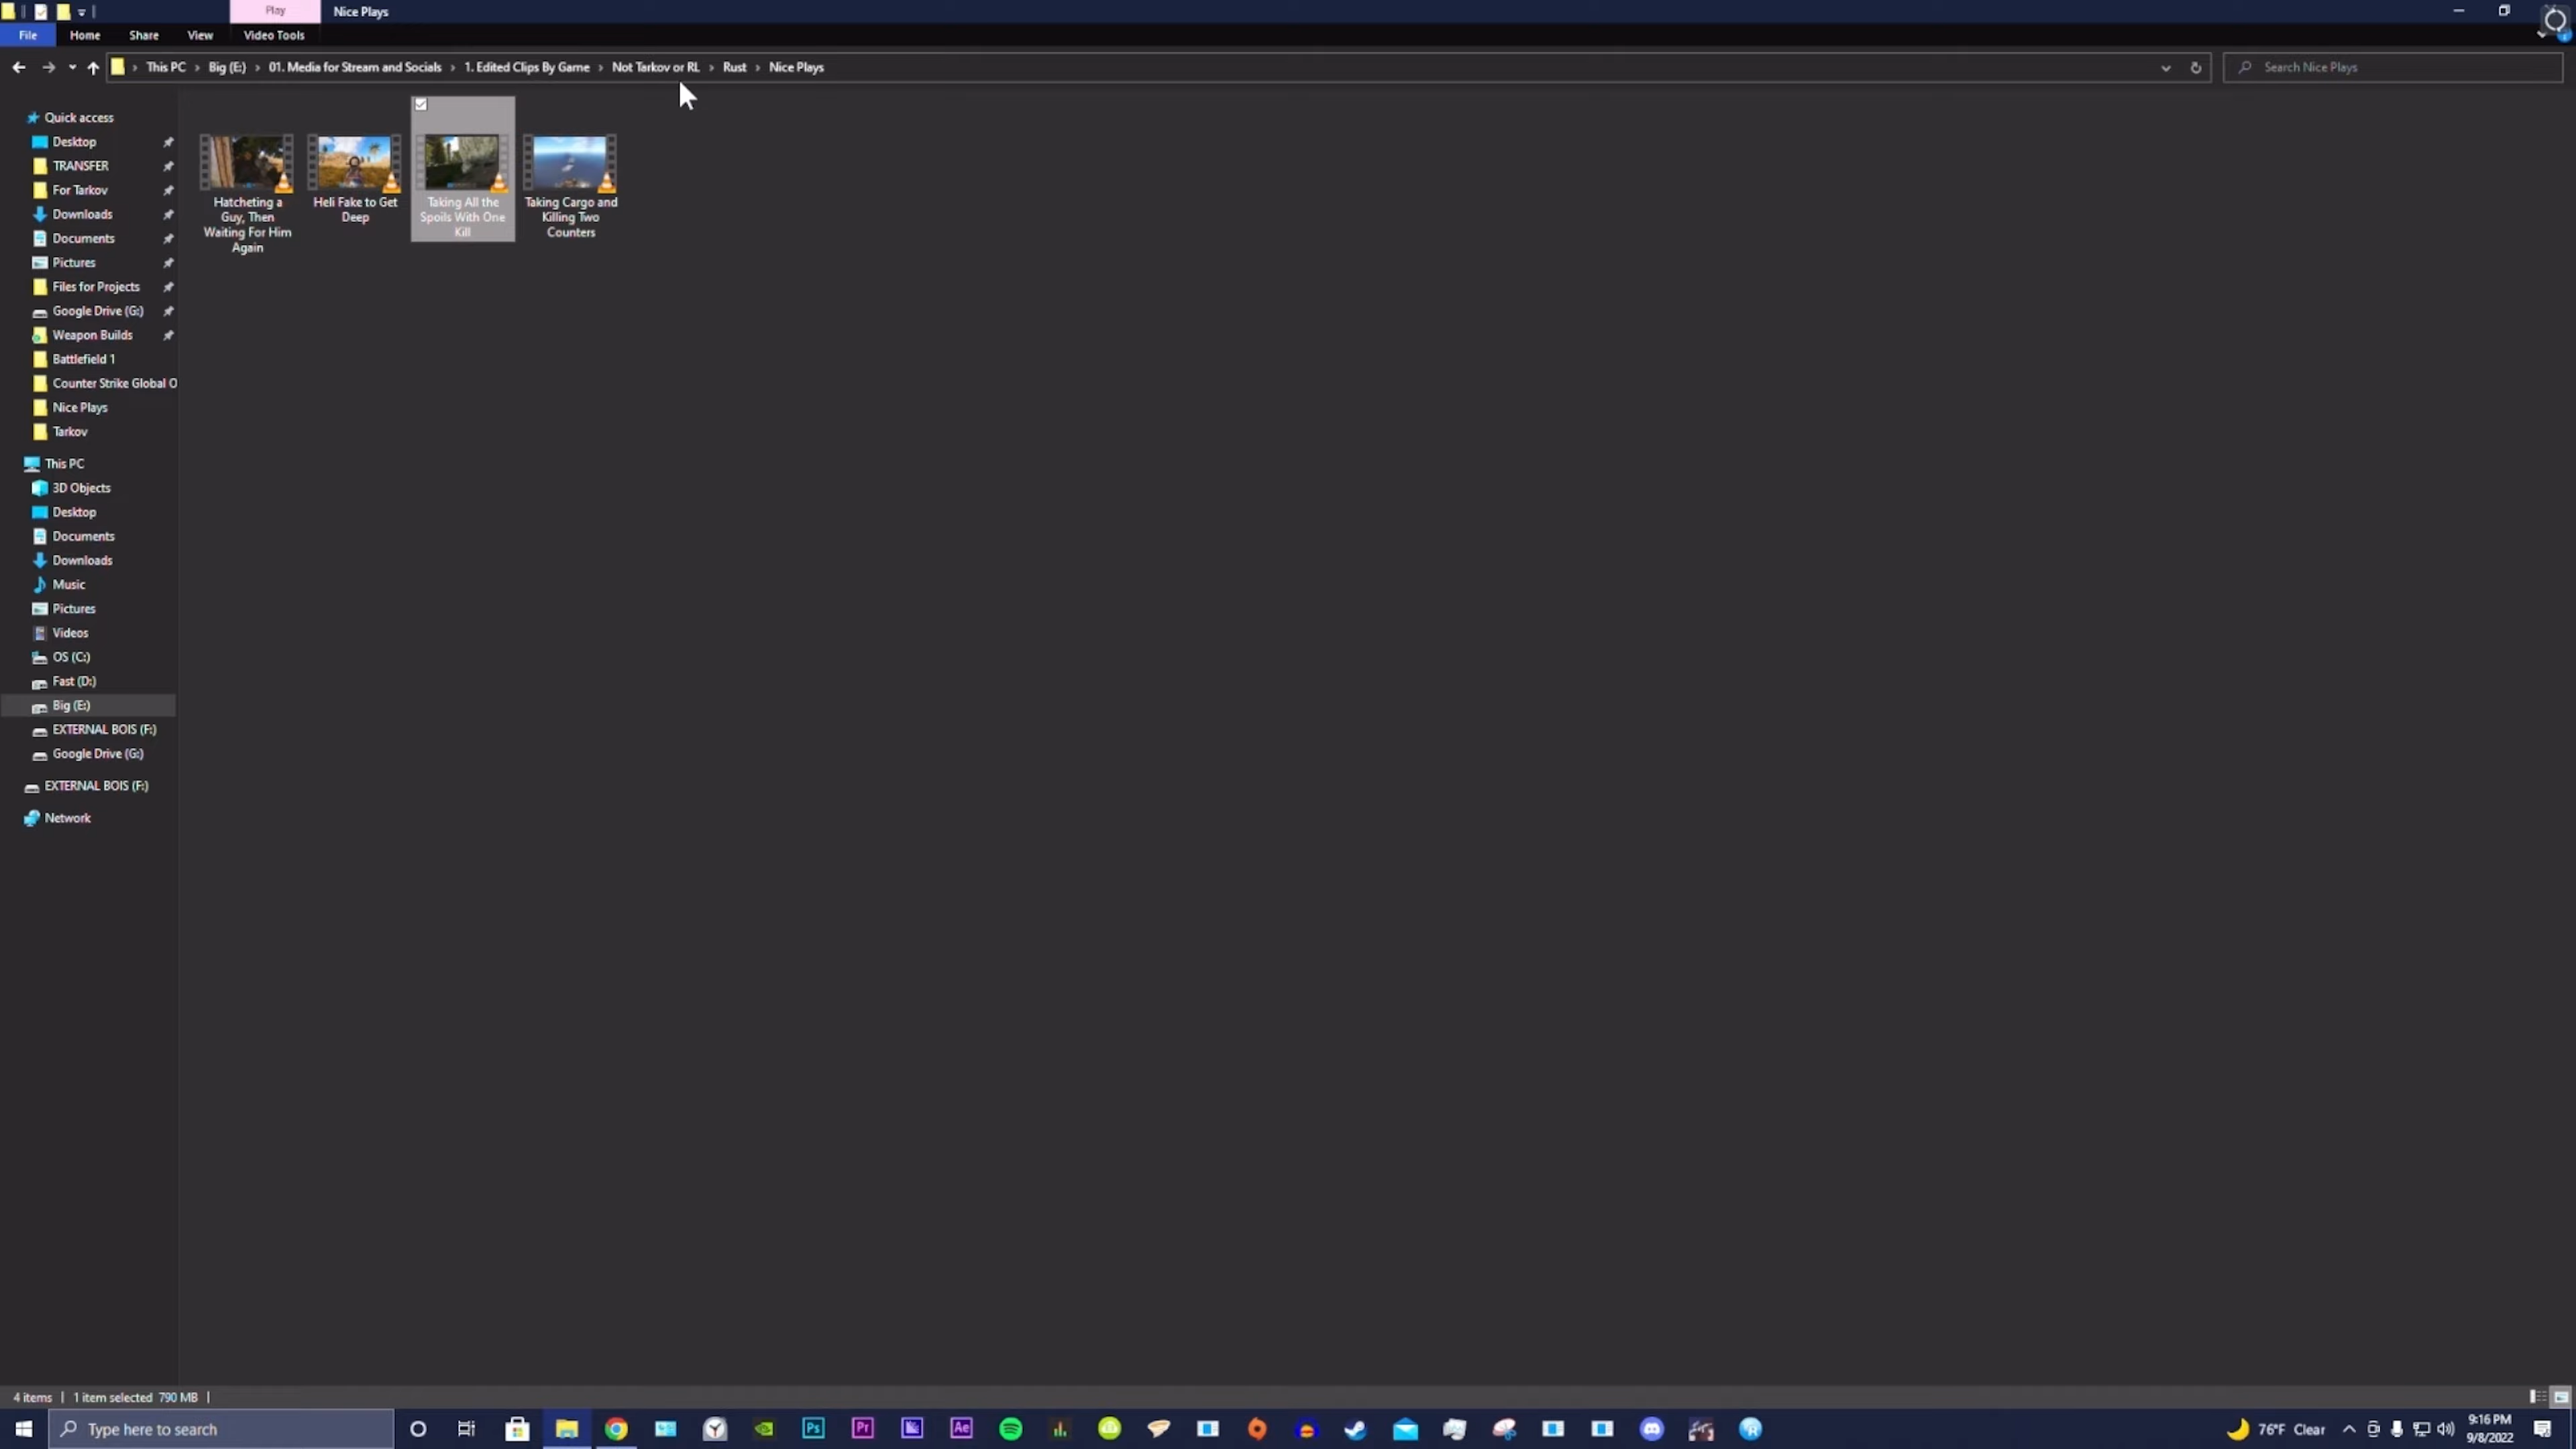 Play
Nice Plays
File
Home
Share
View
Video Tools
This PC
Big (E:)
01. Media for Stream and Socials
1. Edited Clips By Game
Not Tarkov or RL
Rust
Nice Plays
Search Nice Plays
Quick access
Desktop
TRANSFER
For Tarkov
Downloads
Documents
Pictures
Files for Projects
Google Drive (G:)
Weapon Builds
Battlefield 1
Counter Strike Global O
Nice Plays
Tarkov
This PC
3D Objects
Desktop
Documents
Downloads
Music
Pictures
Videos
OS (C:)
Fast (D:)
Big (E:)
EXTERNAL BOIS (F:)
Google Drive (G:)
EXTERNAL BOIS (F:)
Network
Hatcheting a
Guy, Then
Waiting For Him
Again
Heli Fake to Get
Deep
Taking All the
Spoils With One
Kill
Taking Cargo and
Killing Two
Counters
4 items
1 item selected 790 MB
Type here to search
Ps
Pr
Ae
76°F Clear
9:16 PM
9/8/2022